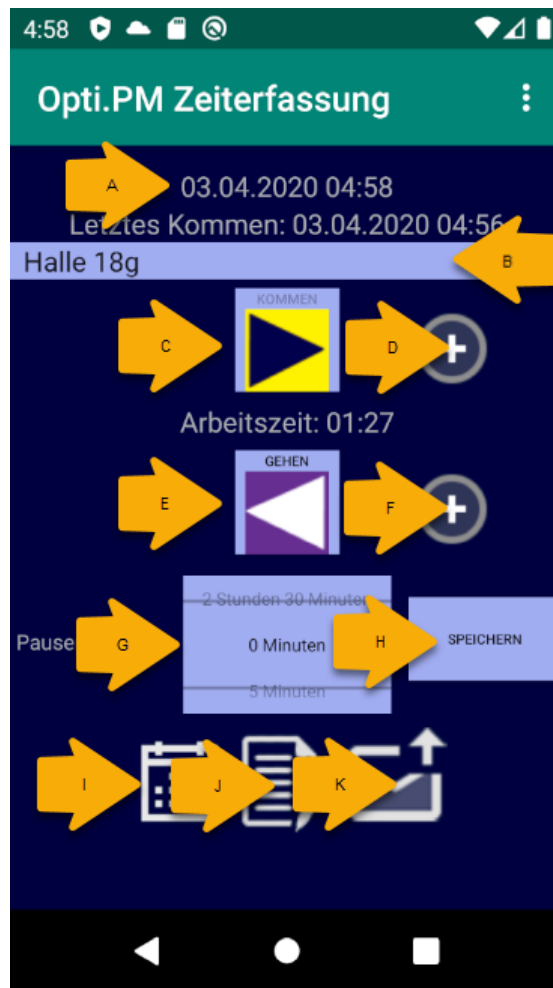 4:58
Opti.PM Zeiterfassung
A
03.04.2020 04:58
Letztes Kommen: 03.04.2020 04:56
Halle 18g
B
KOMMEN
C
D
Arbeitszeit: 01:27
GEHEN
E
F
2 Stunden 30 Minuten
Pause
G
0 Minuten
H
SPEICHERN
5 Minuten
I
J
K